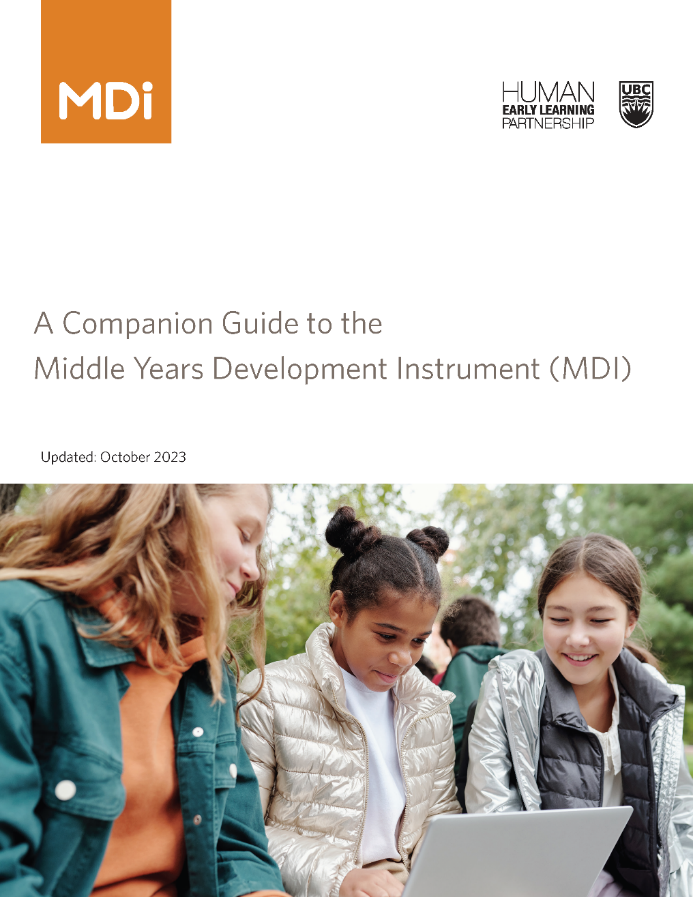 MDi
HUMAN
EARLY LEARNING
PARTNERSHIP
UBC
A Companion Guide to the
Middle Years Development Instrument (MDI)
Updated: October 2023